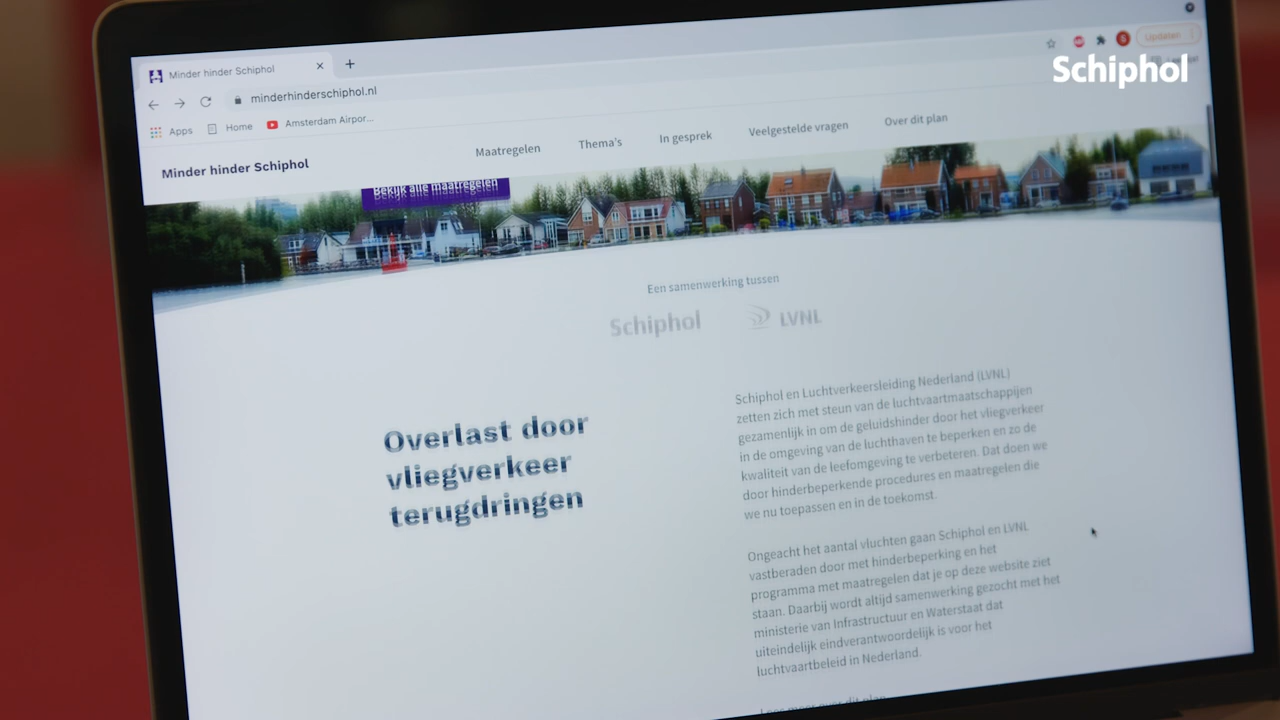 Schiphol
Minder hinder Schiphol
minderhinderschiphol.nl
Updaten
Apps
Home
Amsterdam Airpor...
Minder hinder Schiphol
Maatregelen
Thema's
In gesprek
Veelgestelde vragen
Over dit plan
Bekijk alle maatregelen
Een samenwerking tussen
Schiphol
LVNL
Overlast door
vliegverkeer
terugdringen
Schiphol en Luchtverkeersleiding Nederland (LVNL)
zetten zich met steun van de luchtvaartmaatschappijen
gezamenlijk in om de geluidshinder door het vliegverkeer
in de omgeving van de luchthaven te beperken en zo de
kwaliteit van de leefomgeving te verbeteren. Dat doen we
door hinderbeperkende procedures en maatregelen die
we nu toepassen en in de toekomst.
Ongeacht het aantal vluchten gaan Schiphol en LVNL
vastberaden door met hinderbeperking en het
programma met maatregelen dat je op deze website ziet
staan. Daarbij wordt altijd samenwerking gezocht met het
ministerie van Infrastructuur en Waterstaat dat
uiteindelijk eindverantwoordelijk is voor het
luchtvaartbeleid in Nederland.
Lees meer over dit plan